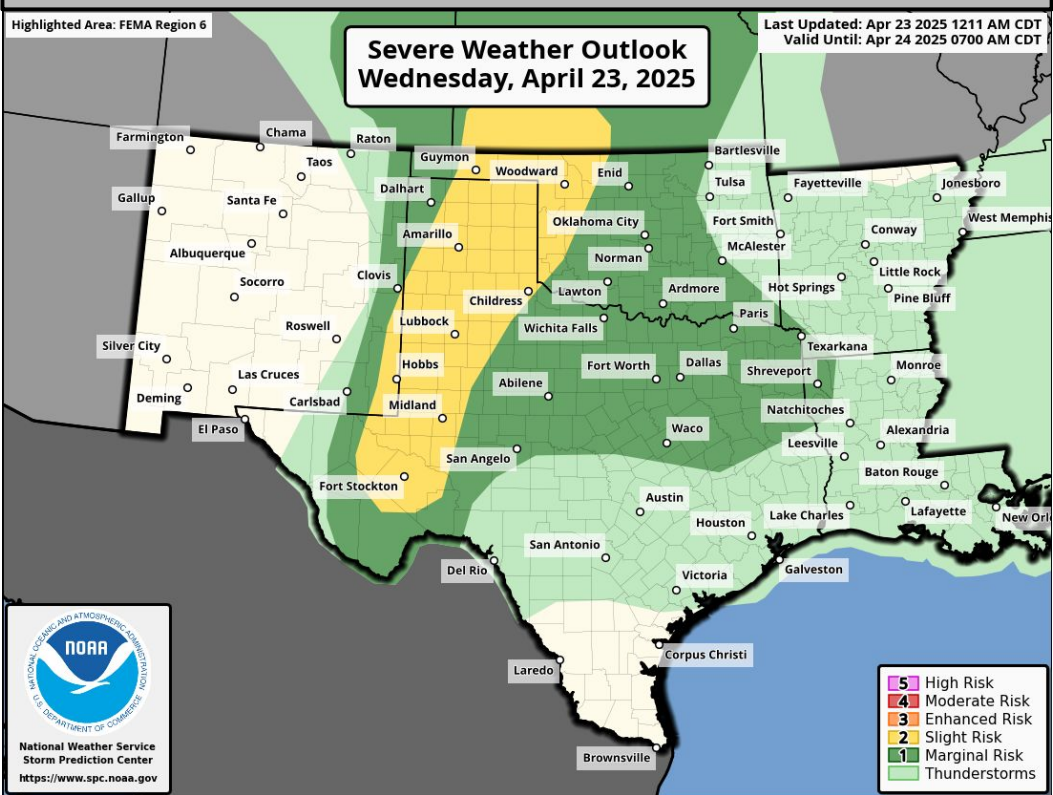 Highlighted Area: FEMA Region 6
Last Updated: Apr 23 2025 1211 AM CDT
Valid Until: Apr 24 2025 0700 AM CDT
Severe Weather Outlook
Wednesday, April 23, 2025
Farmington
Chama
Raton
Taos
Guymon
Woodward
Enid
Bartlesville
Tulsa
Fayetteville
Jonesboro
Gallup
Santa Fe
Dalhart
Oklahoma City
Fort Smith
West Memphis
Albuquerque
Amarillo
Norman
McAlester
Conway
Socorro
Clovis
Childress
Lawton
Ardmore
Hot Springs
Little Rock
Pine Bluff
Roswell
Lubbock
Wichita Falls
Paris
Texarkana
Silver City
Hobbs
Fort Worth
Dallas
Shreveport
Monroe
Las Cruces
Deming
Carlsbad
Midland
Abilene
Natchitoches
El Paso
Waco
Alexandria
San Angelo
Leesville
Fort Stockton
Baton Rouge
Austin
Lake Charles
Lafayette
New Orl
Houston
San Antonio
Del Rio
Galveston
Victoria
Laredo
Corpus Christi
Brownsville
NATIONAL OCEANIC AND ATMOSPHERIC ADMINISTRATION
NOAA
U.S. DEPARTMENT OF COMMERCE
National Weather Service
Storm Prediction Center
https://www.spc.noaa.gov
5 High Risk
4 Moderate Risk
3 Enhanced Risk
2 Slight Risk
1 Marginal Risk
Thunderstorms